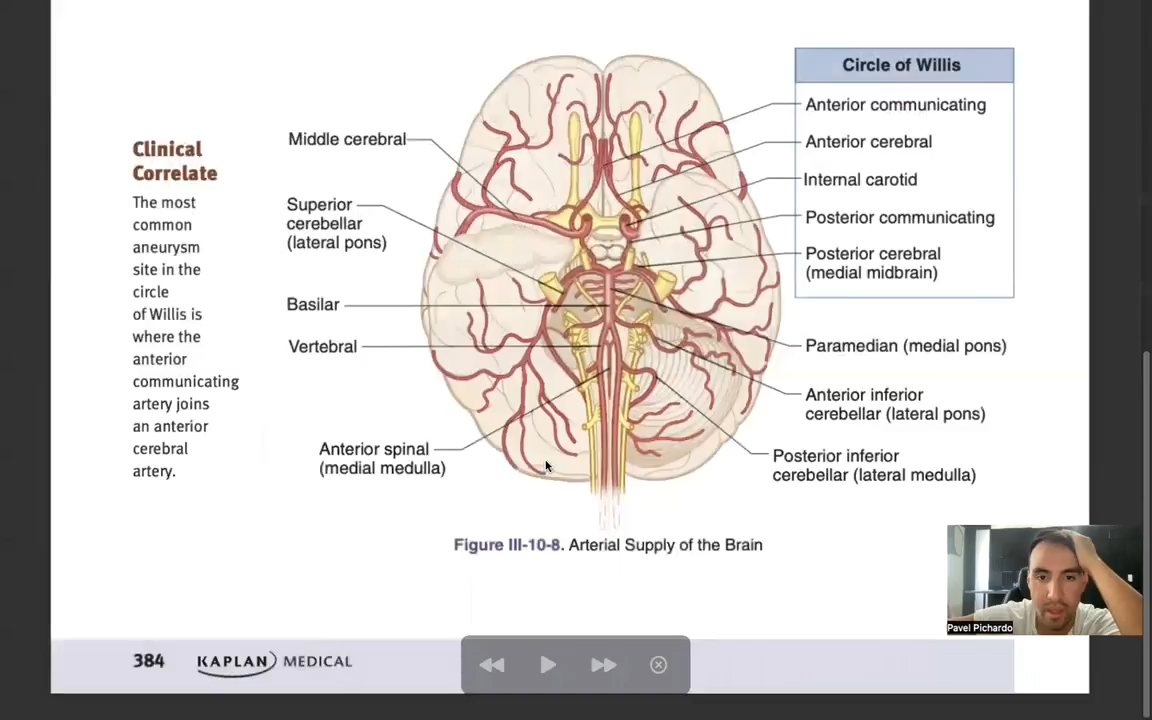 Clinical
Correlate
The most
common
aneurysm
site in the
circle
of Willis is
where the
anterior
communicating
artery joins
an anterior
cerebral
artery.
Middle cerebral
Superior
cerebellar
(lateral pons)
Basilar
Vertebral
Anterior spinal
(medial medulla)
Circle of Willis
Anterior communicating
Anterior cerebral
Internal carotid
Posterior communicating
Posterior cerebral
(medial midbrain)
Paramedian (medial pons)
Anterior inferior
cerebellar (lateral pons)
Posterior inferior
cerebellar (lateral medulla)
Figure III-10-8. Arterial Supply of the Brain
Pavel Pichardo
384 KAPLAN MEDICAL